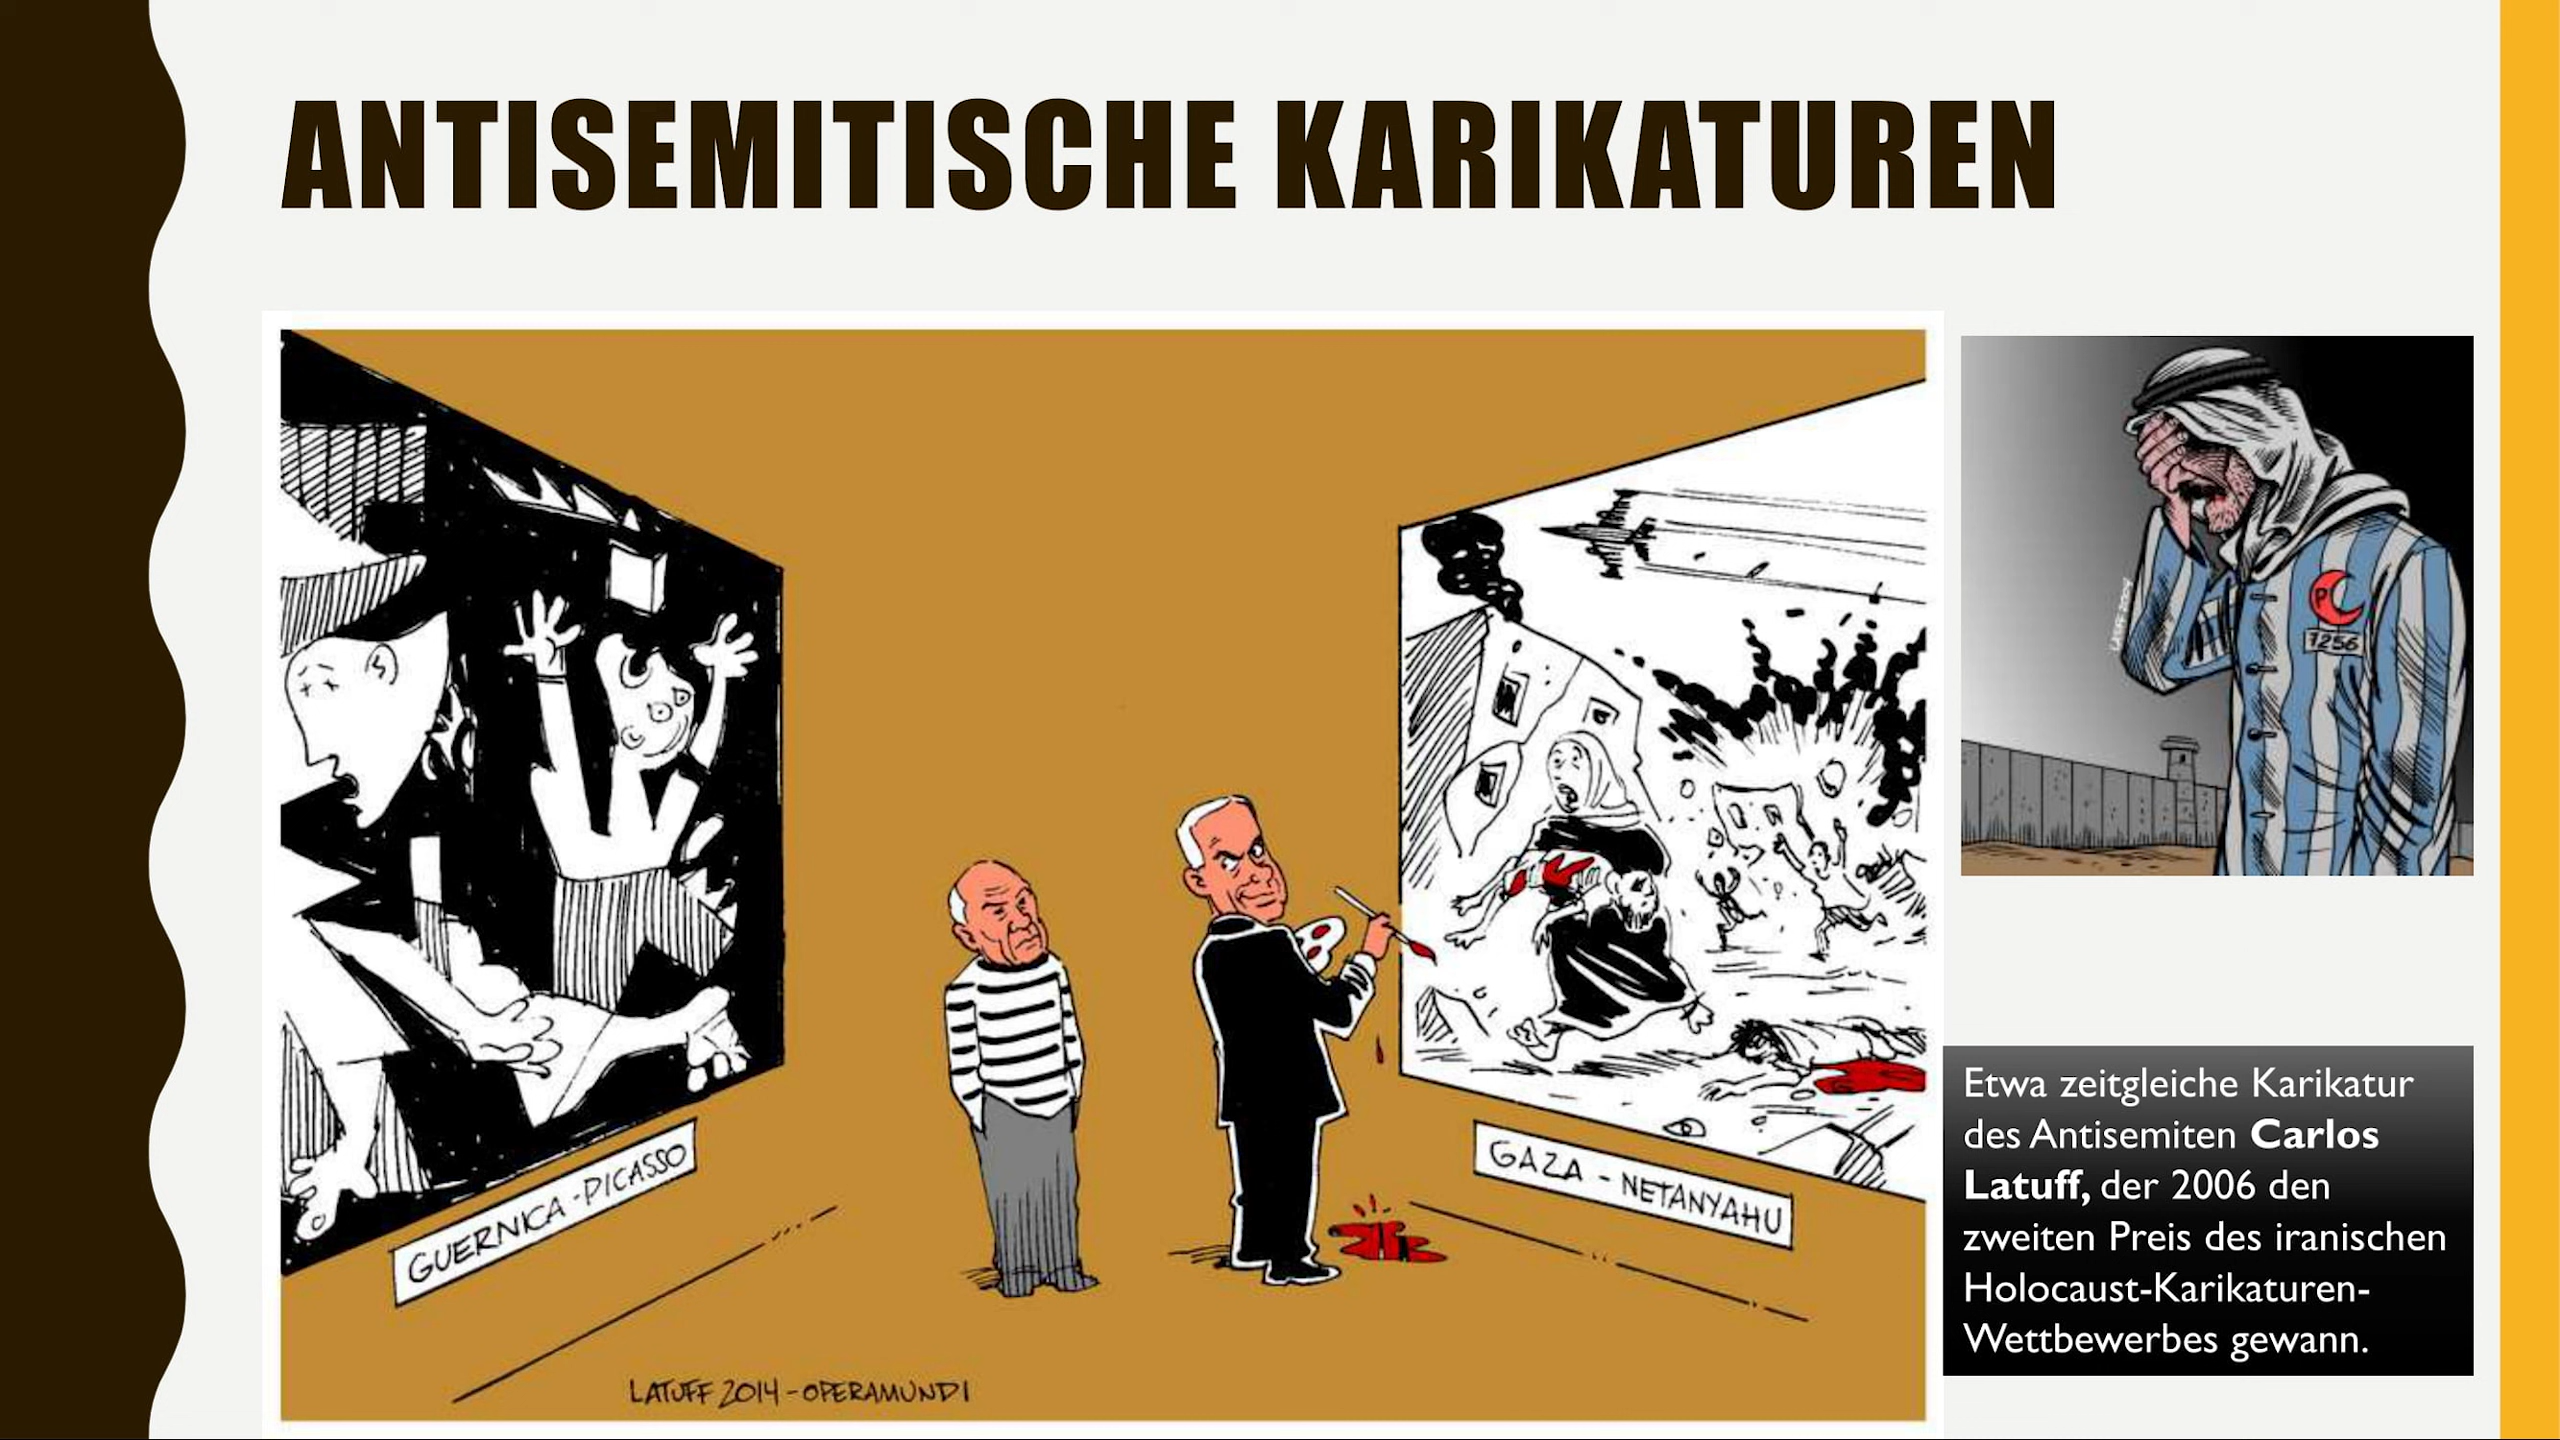 ANTISEMITISCHE KARIKATUREN
GUERNICA - PICASSO
GAZA - NETANYAHU
LATUFF 2014 - OPERAMUNDI
P
7256
Etwa zeitgleiche Karikatur
des Antisemiten Carlos
Latuff, der 2006 den
zweiten Preis des iranischen
Holocaust-Karikaturen-
Wettbewerbes gewann.